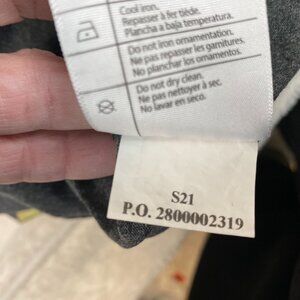 Cool iron.
Repasser à fer tiède.
Plancha a baja temperatura.
Do not iron ornamentation.
Ne pas repasser les garnitures.
No planchar los ornamentos.
Do not dry clean.
Ne pas nettoyer à sec.
No lavar en seco.
S21
P.O. 2800002319